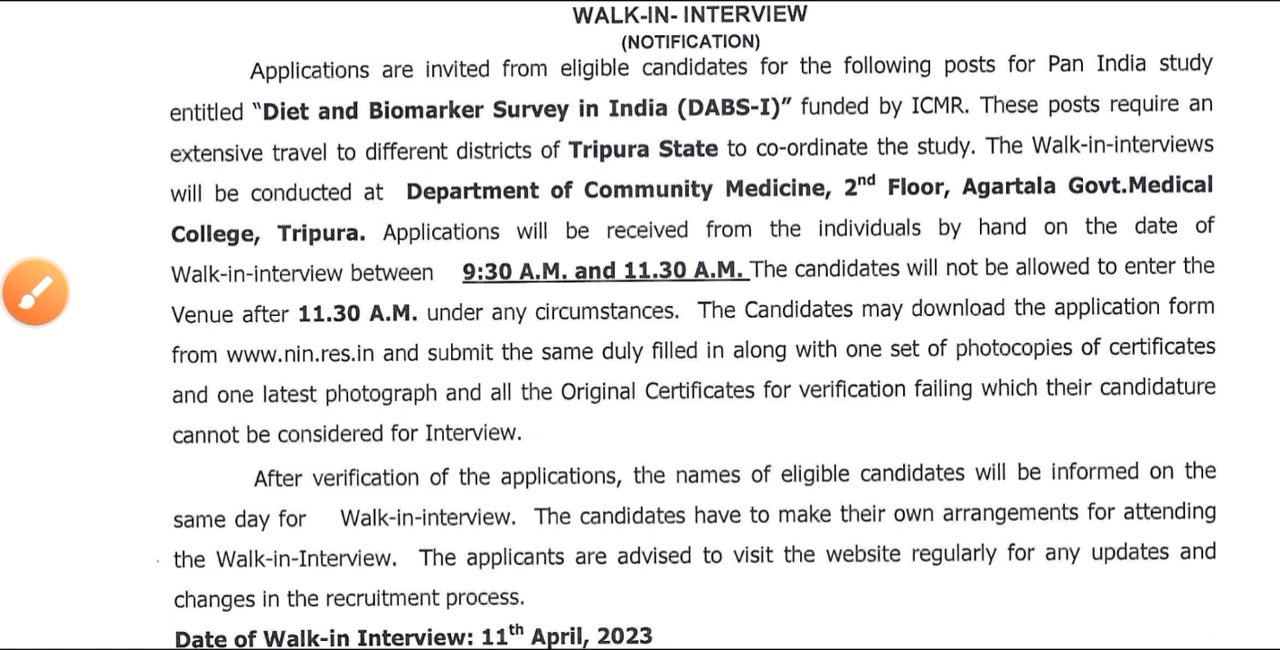 WALK-IN- INTERVIEW
(NOTIFICATION)
Applications are invited from eligible candidates for the following posts for Pan India study
entitled "Diet and Biomarker Survey in India (DABS-I)" funded by ICMR. These posts require an
extensive travel to different districts of Tripura State to co-ordinate the study. The Walk-in-interviews
will be conducted at Department of Community Medicine, 2nd Floor, Agartala Govt.Medical
College, Tripura. Applications will be received from the individuals by hand on the date of
Walk-in-interview between 9:30 A.M. and 11.30 A.M. The candidates will not be allowed to enter the
Venue after 11.30 A.M. under any circumstances. The Candidates may download the application form
from www.nin.res.in and submit the same duly filled in along with one set of photocopies of certificates
and one latest photograph and all the Original Certificates for verification failing which their candidature
cannot be considered for Interview.
After verification of the applications, the names of eligible candidates will be informed on the
same day for Walk-in-interview. The candidates have to make their own arrangements for attending
the Walk-in-Interview. The applicants are advised to visit the website regularly for any updates and
changes in the recruitment process.
Date of Walk-in Interview: 11th April, 2023